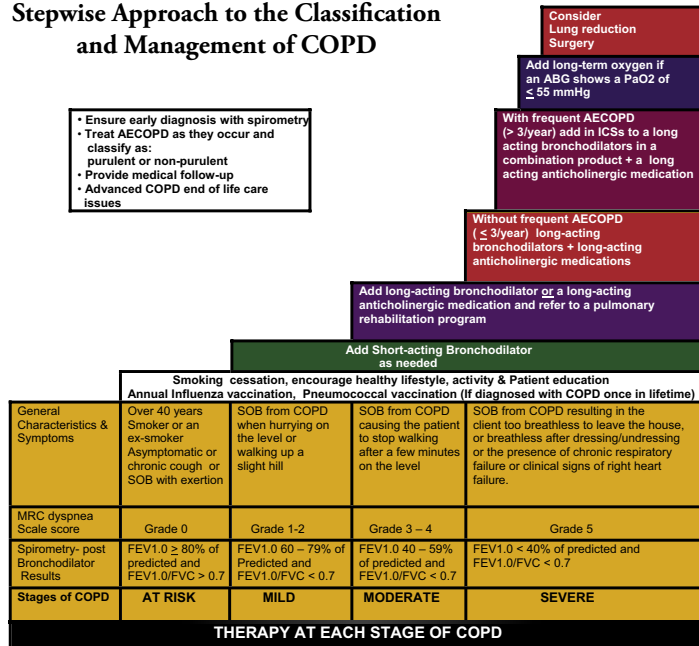 Stepwise Approach to the Classification
and Management of COPD
Consider
Lung reduction
Surgery
Add long-term oxygen if
an ABG shows a PaO2 of
< 55 mmHg
• Ensure early diagnosis with spirometry
• Treat AECOPD as they occur and
classify as:
purulent or non-purulent
• Provide medical follow-up
• Advanced COPD end of life care
issues
With frequent AECOPD
(> 3/year) add in ICSs to a long
acting bronchodilators in a
combination product + a long
acting anticholinergic medication
Without frequent AECOPD
( ≤ 3/year) long-acting
bronchodilators + long-acting
anticholinergic medications
Add long-acting bronchodilator or a long-acting
anticholinergic medication and refer to a pulmonary
rehabilitation program
Add Short-acting Bronchodilator
as needed
Smoking cessation, encourage healthy lifestyle, activity & Patient education
Annual Influenza vaccination, Pneumococcal vaccination (If diagnosed with COPD once in lifetime)
General
Characteristics &
Symptoms
Over 40 years
Smoker or an
ex-smoker
Asymptomatic or
chronic cough or
SOB with exertion
SOB from COPD
when hurrying on
the level or
walking up a
slight hill
SOB from COPD
causing the patient
to stop walking
after a few minutes
on the level
SOB from COPD resulting in the
client too breathless to leave the house,
or breathless after dressing/undressing
or the presence of chronic respiratory
failure or clinical signs of right heart
failure.
MRC dyspnea
Scale score
Grade 0
Grade 1-2
Grade 3 – 4
Grade 5
Spirometry- post
Bronchodilator
Results
FEV1.0 ≥ 80% of
predicted and
FEV1.0/FVC > 0.7
FEV1.0 60 – 79% of
Predicted and
FEV1.0/FVC < 0.7
FEV1.0 40 – 59%
of predicted and
FEV1.0/FVC < 0.7
FEV1.0 < 40% of predicted and
FEV1.0/FVC < 0.7
Stages of COPD
AT RISK
MILD
MODERATE
SEVERE
THERAPY AT EACH STAGE OF COPD